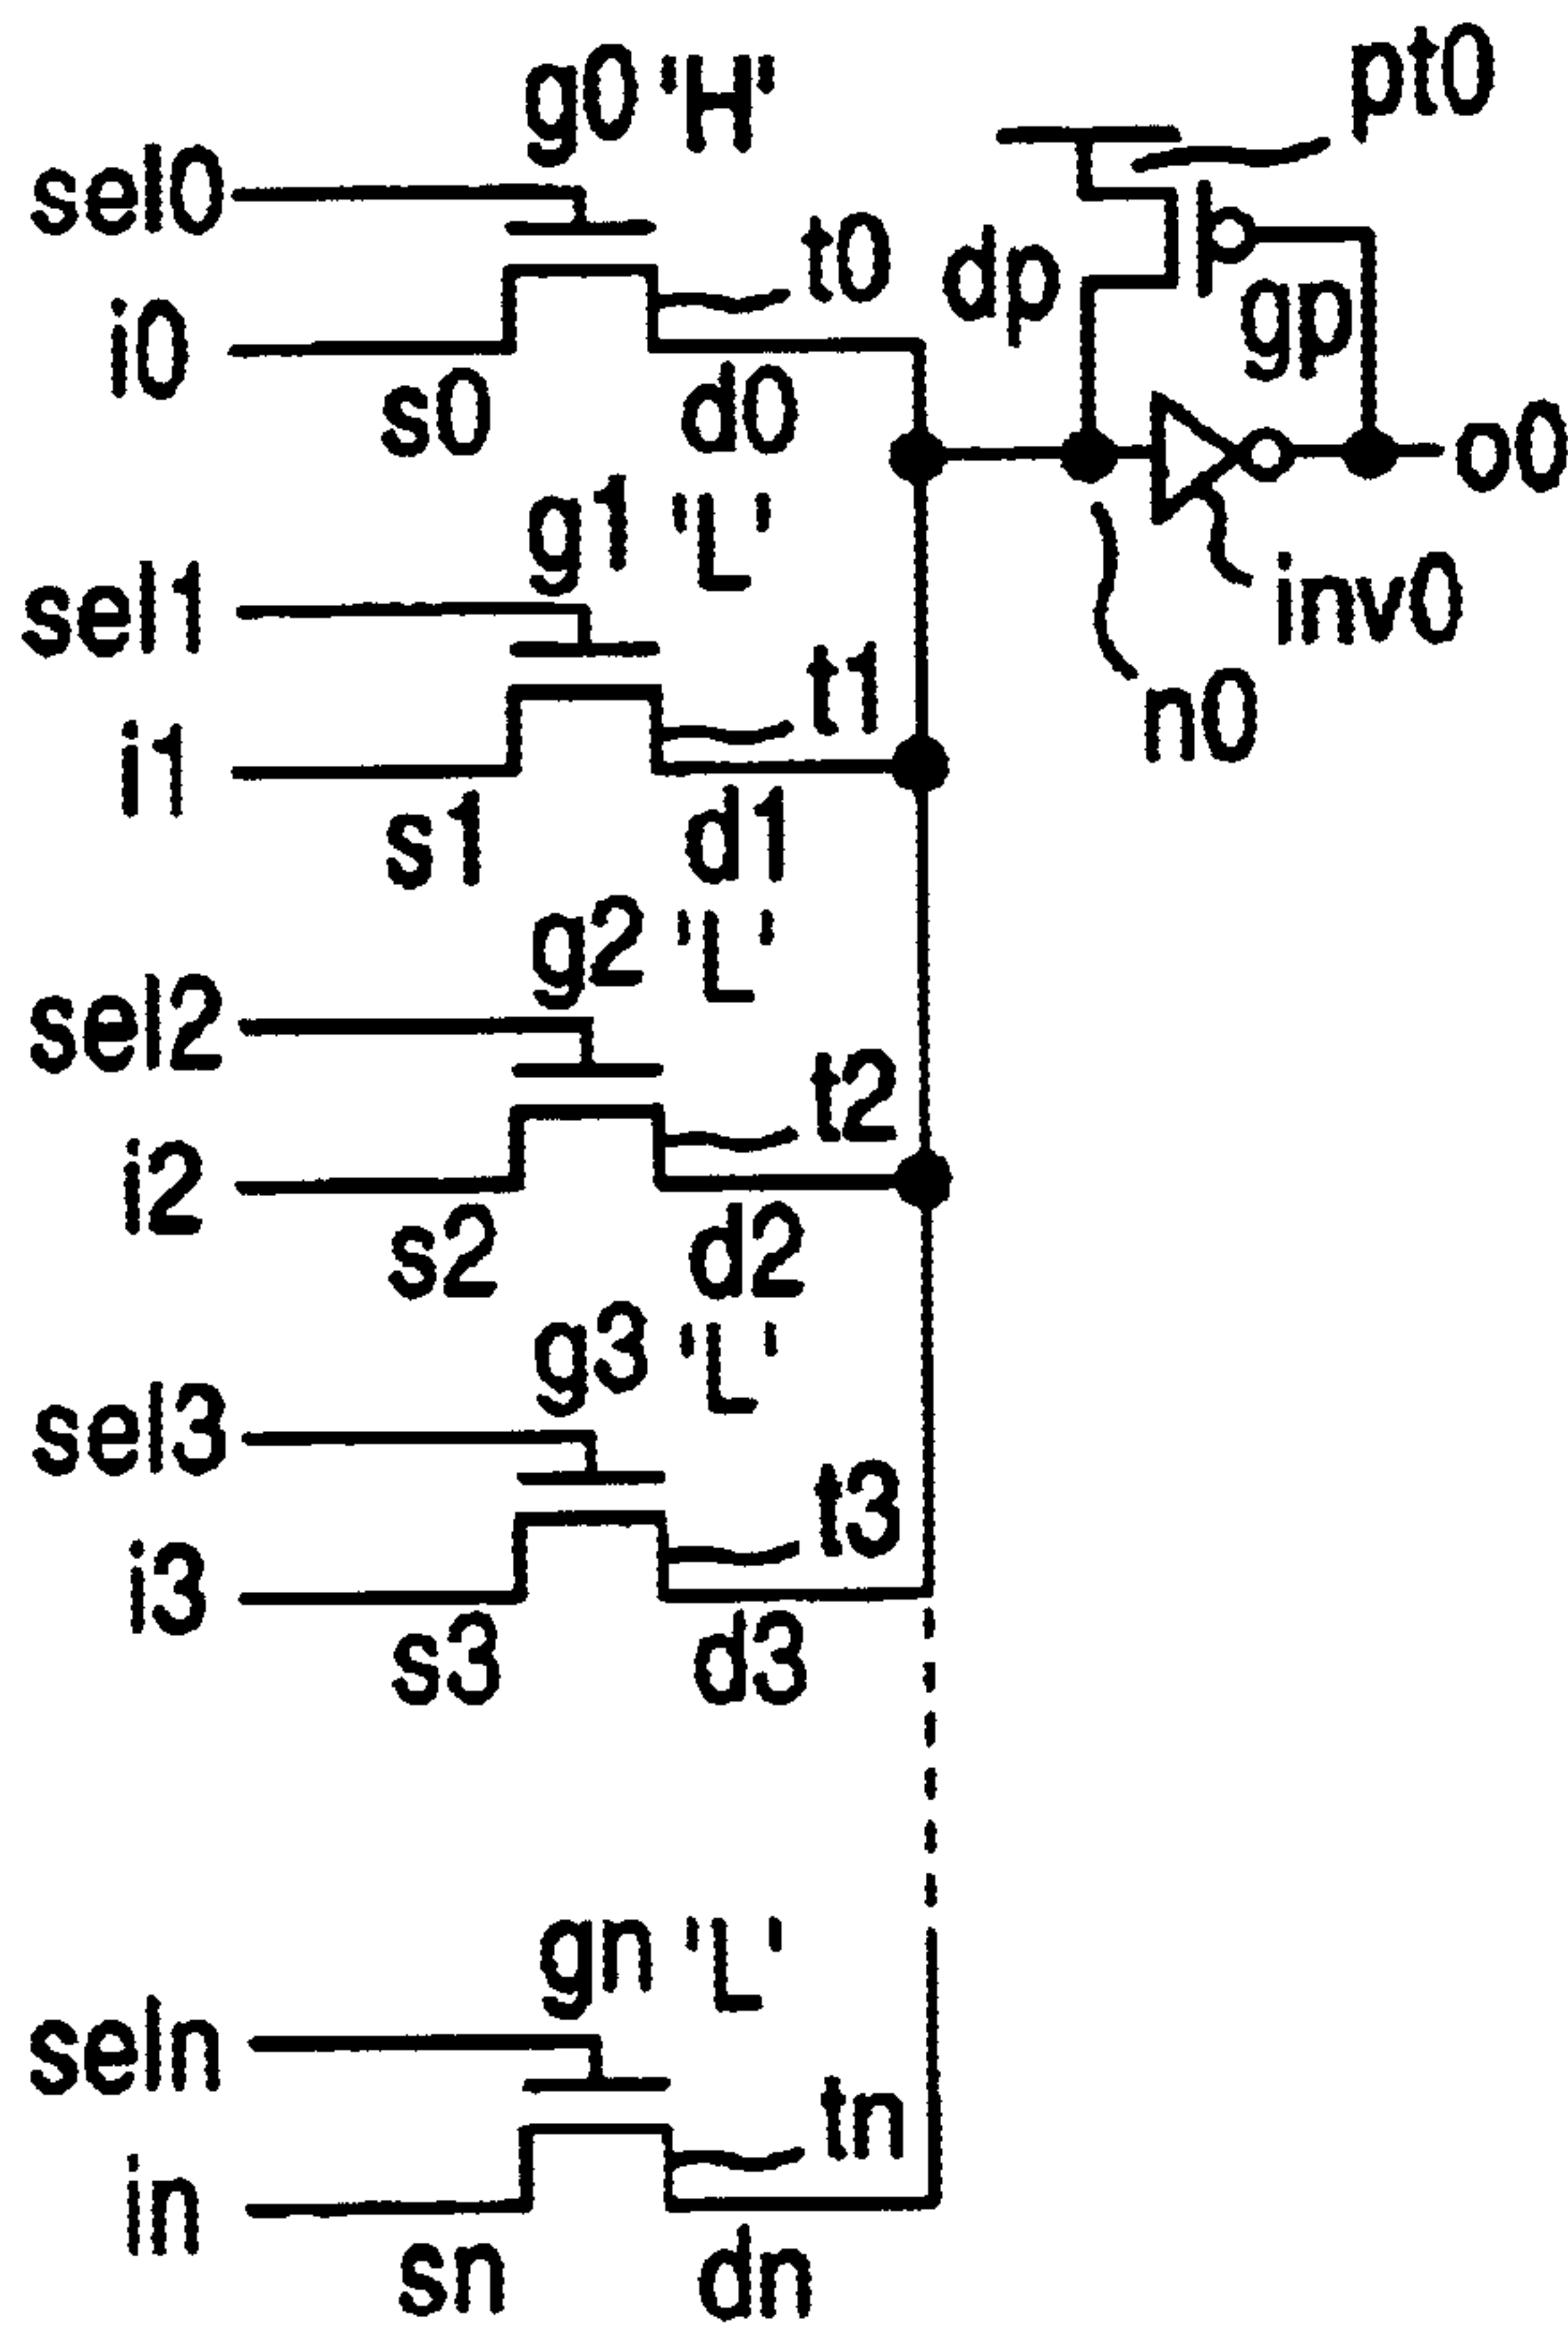 g0 'H'
pt0
sel0
t0
dp
i0
gp
s0
d0
o0
g1 'L'
sel1
inv0
t1
n0
i1
s1
d1
g2 'L'
sel2
t2
i2
s2
d2
g3 'L'
sel3
t3
i3
s3
d3
gn 'L'
seln
tn
in
sn
dn